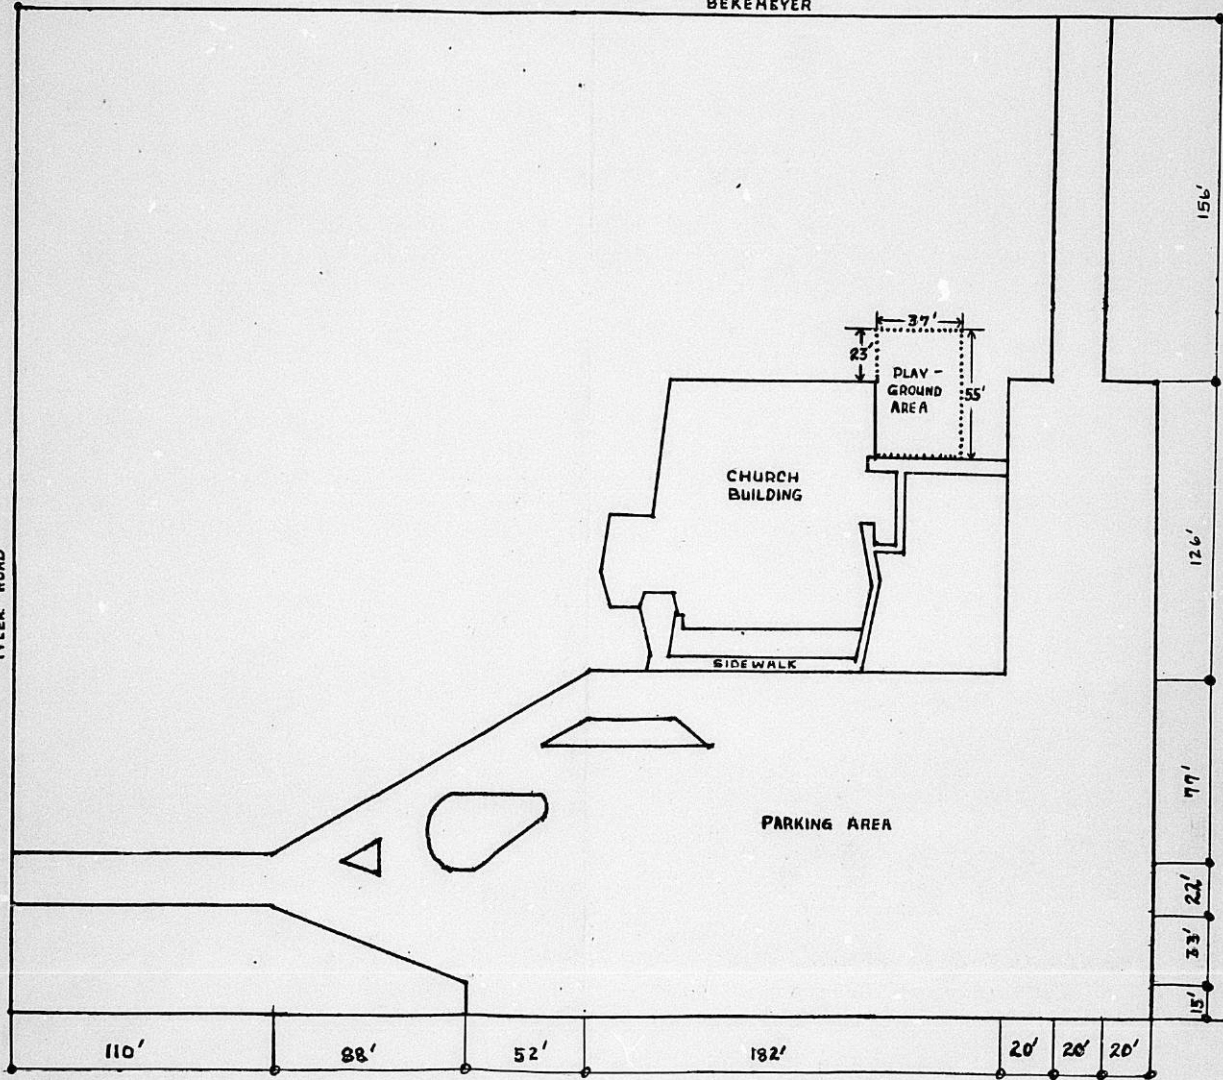 BEKEMEYER
156'
37'
23'
PLAY-
GROUND
AREA
55'
CHURCH
BUILDING
126'
ROAD
SIDEWALK
77'
PARKING AREA
22'
33'
15'
110'
88'
52'
182'
20'
20'
20'